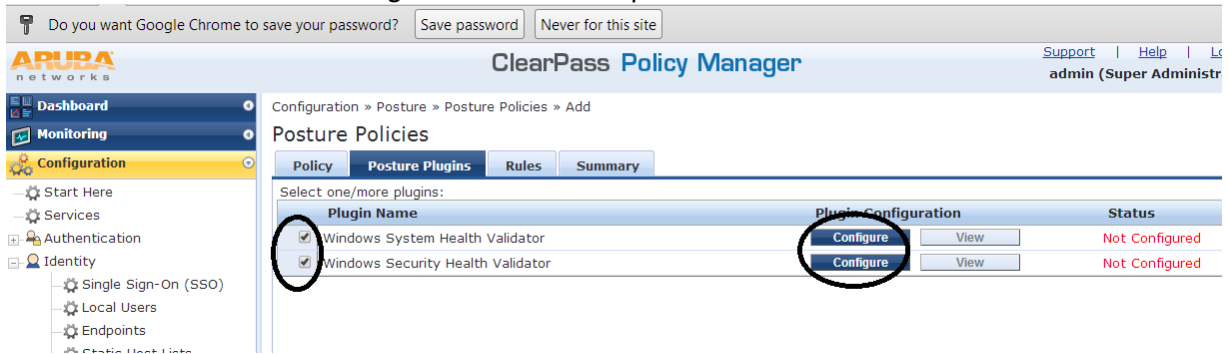 Do you want Google Chrome to save your password? Save password Never for this site
ARUBA networks
ClearPass Policy Manager
Support | Help |
admin (Super
Dashboard
Configuration » Posture » Posture Policies » Add
Monitoring
Posture Policies
Configuration
Policy Posture Plugins Rules Summary
Start Here
Select one/more plugins:
Services
Plugin Name Plugin Configuration Status
Authentication
Windows System Health Validator Configure View Not Configured
Identity
Windows Security Health Validator Configure View Not Configured
Single Sign-On (SSO)
Local Users
Endpoints
Static Host Lists